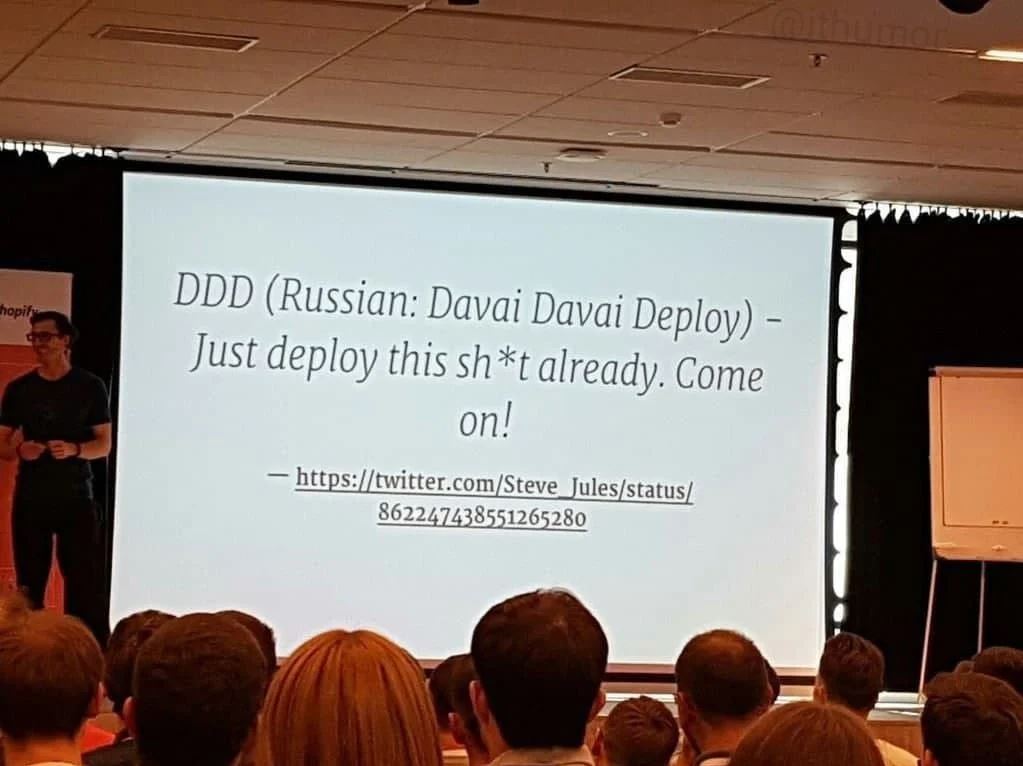 @ithumor
hopify
DDD (Russian: Davai Davai Deploy) –
Just deploy this sh*t already. Come
on!
— https://twitter.com/Steve_Jules/status/
862247438551265280